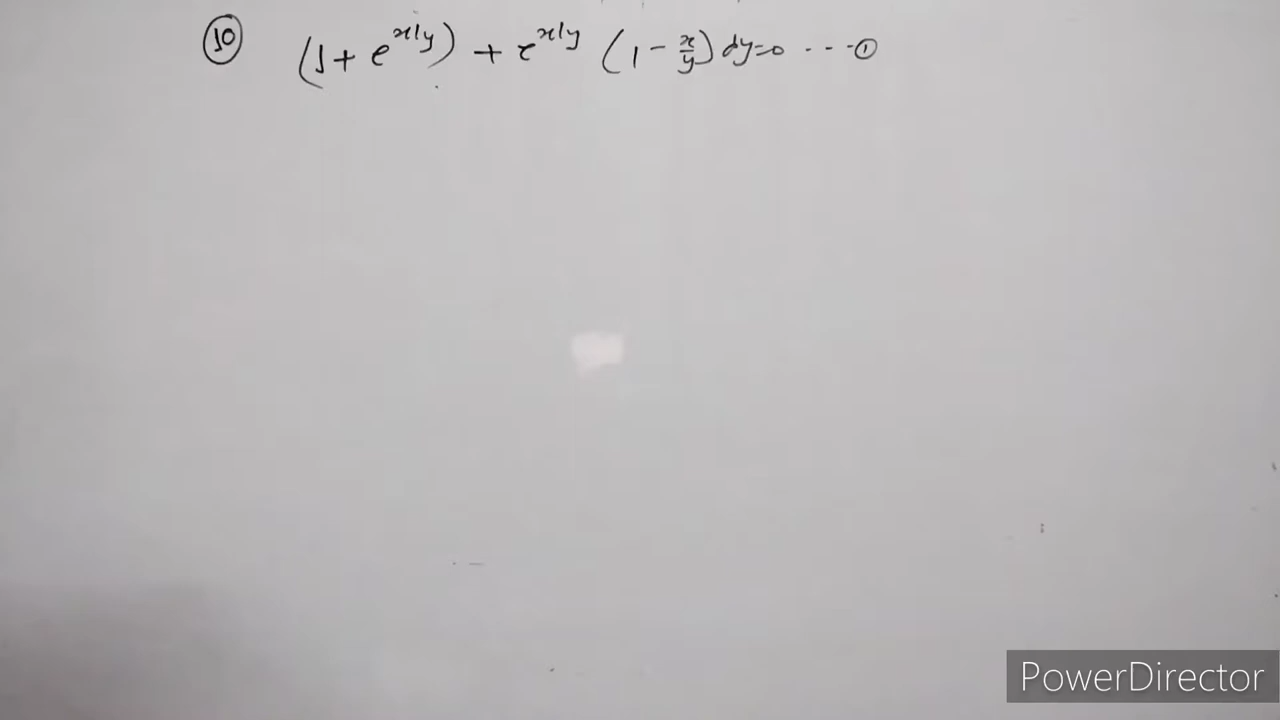 (10) (1 + e^{x/y}) + e^{x/y} (1 - x/y) dy=0 --- ①
PowerDirector